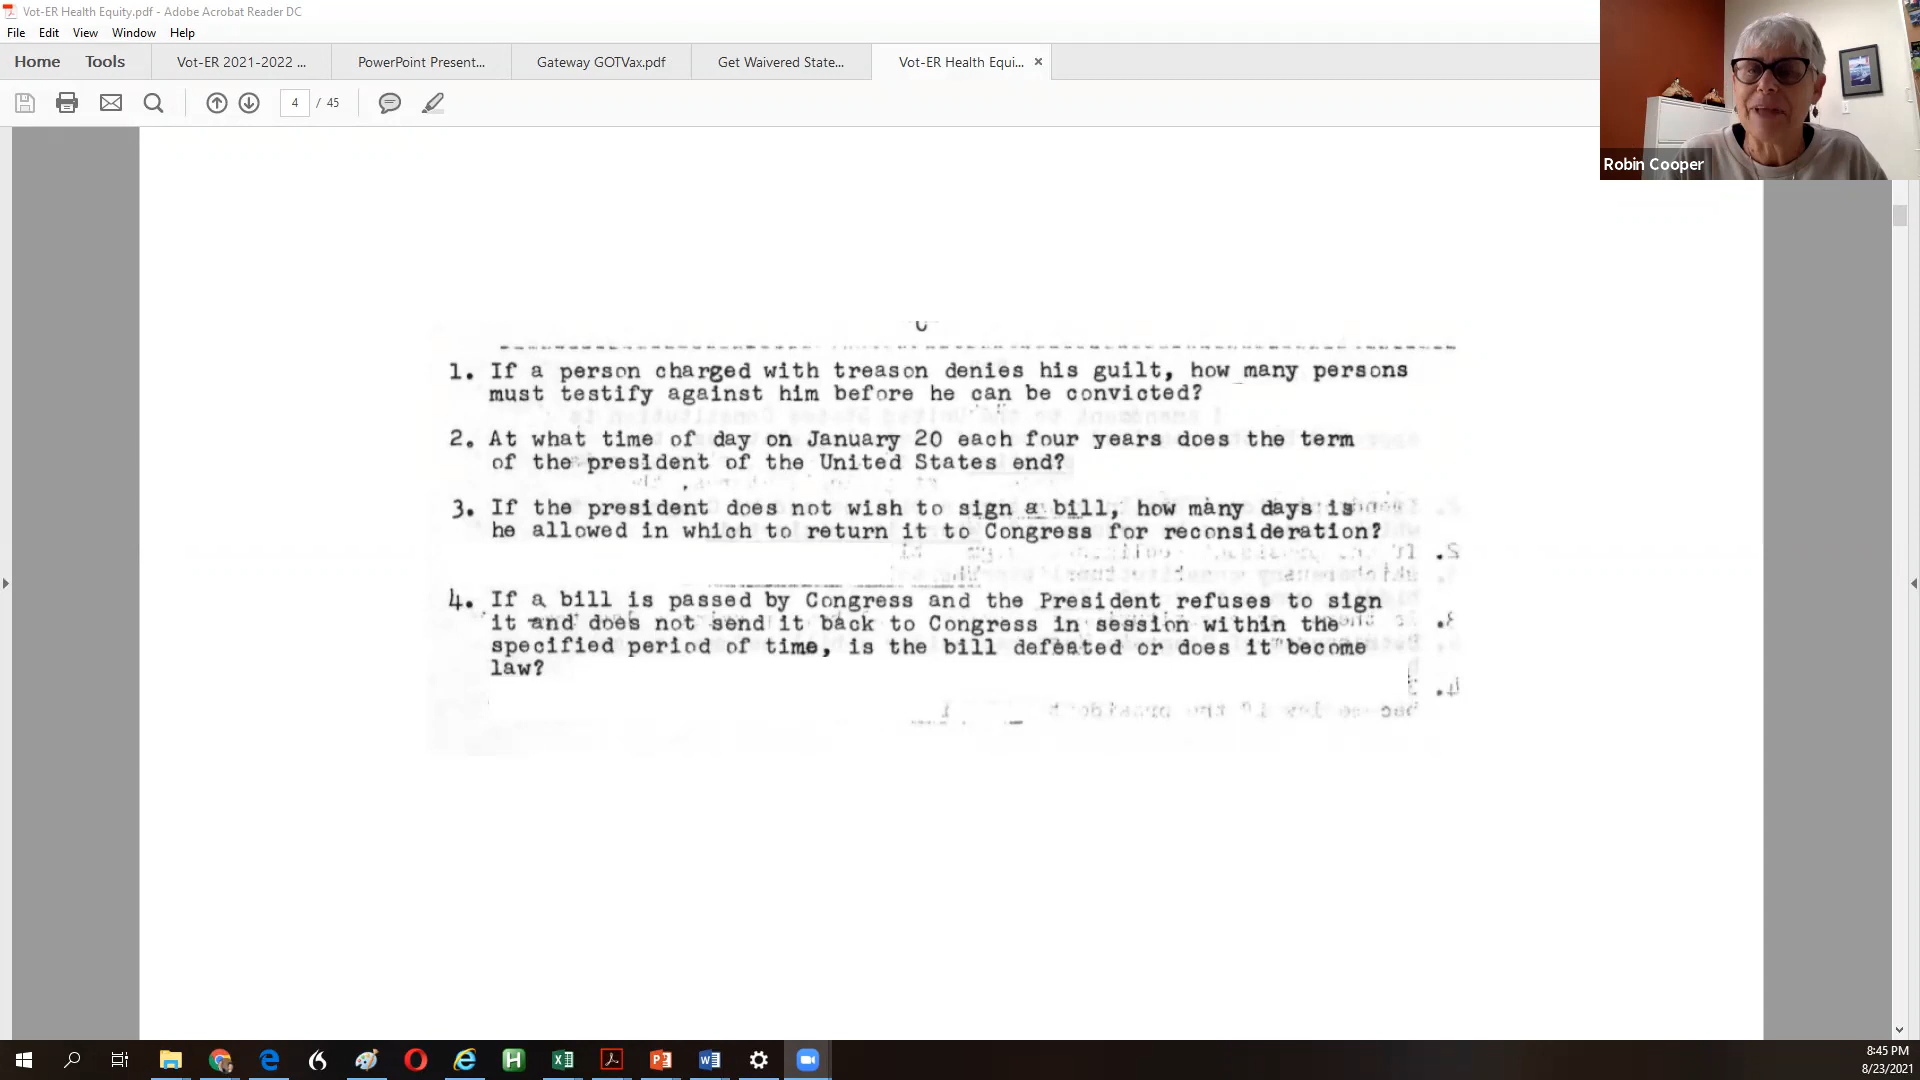 Vot-ER Health Equity.pdf - Adobe Acrobat Reader DC
File Edit View Window Help
Home Tools Vot-ER 2021-2022 ... PowerPoint Present... Gateway GOTVax.pdf Get Waivered State... Vot-ER Health Equi... ×
4 / 45
Robin Cooper
1. If a person charged with treason denies his guilt, how many persons
must testify against him before he can be convicted?
2. At what time of day on January 20 each four years does the term
of the president of the United States end?
3. If the president does not wish to sign a bill, how many days is
he allowed in which to return it to Congress for reconsideration?
4. If a bill is passed by Congress and the President refuses to sign
it and does not send it back to Congress in session within the
specified period of time, is the bill defeated or does it become
law?
8:45 PM
8/23/2021